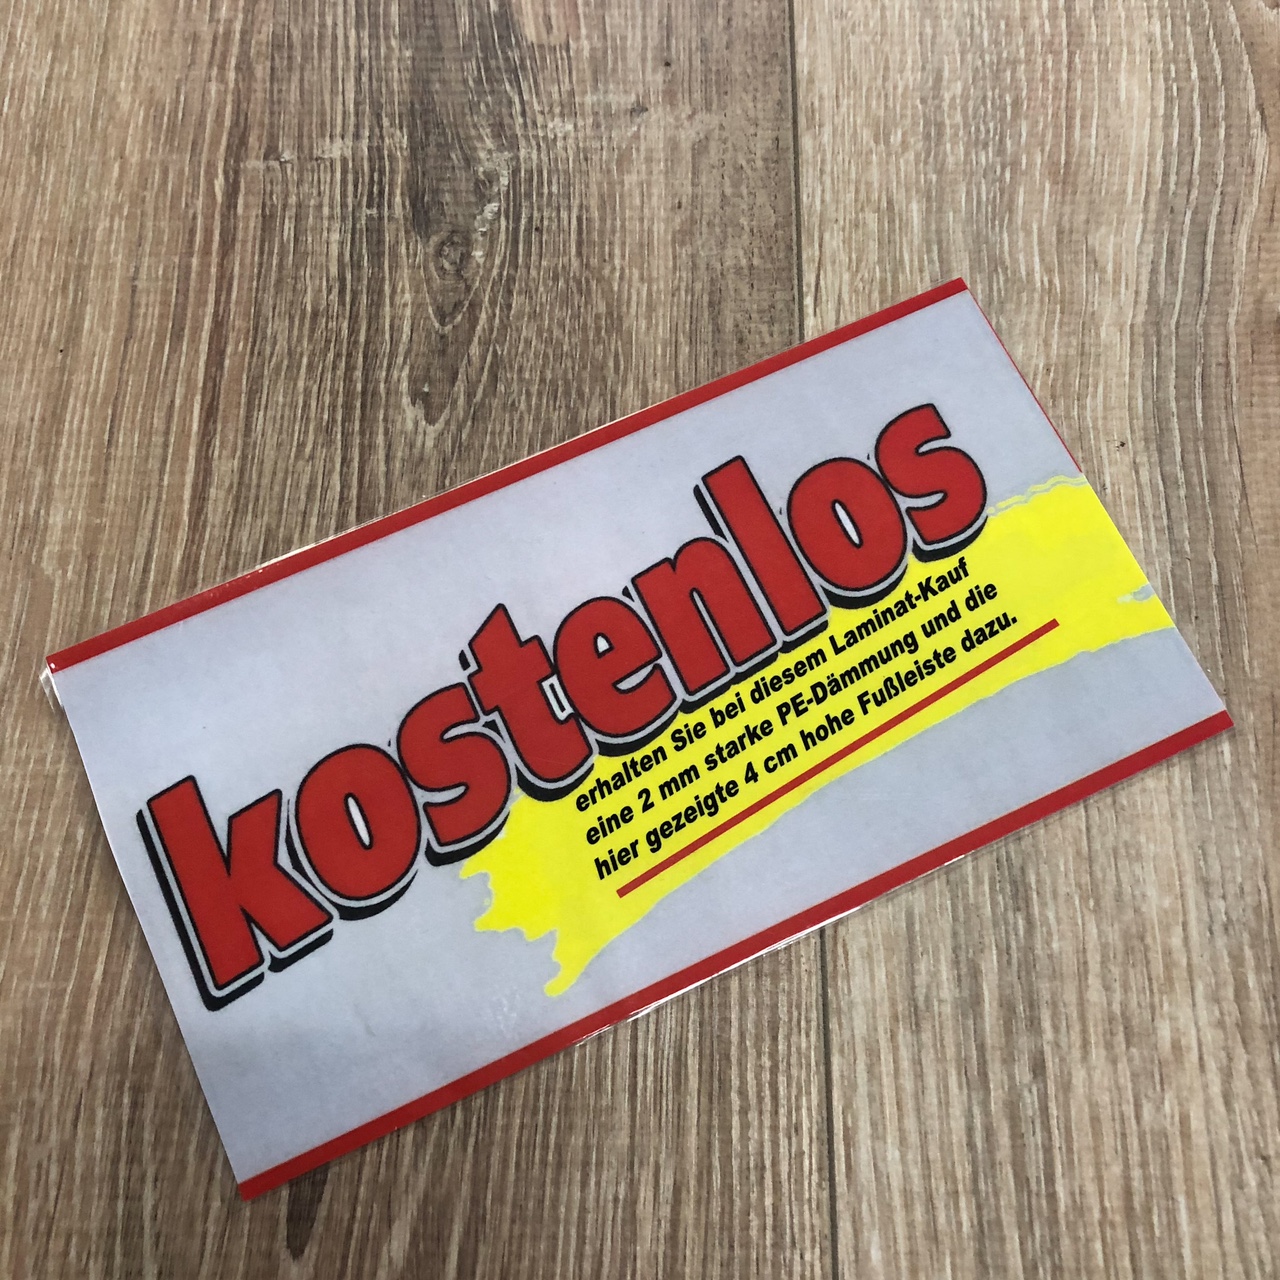 kostenlos
erhalten Sie bei diesem Laminat-Kauf
eine 2 mm starke PE-Dämmung und die
hier gezeigte 4 cm hohe Fußleiste dazu.